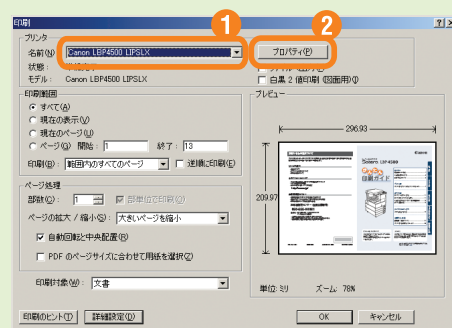 1
2
印刷
プリンタ
名前(N): Canon LBP4500 LIPSLX
プロパティ(P)
状態:
モデル: Canon LBP4500 LIPSLX
白黒 2 値印刷 (図面用)(I)
印刷範囲
すべて(A)
現在の表示(V)
現在のページ(U)
ページ(G) 開始: 1 終了: 13
印刷(B): 範囲内のすべてのページ 逆順に印刷(E)
ページ処理
部数(C): 1 部単位で印刷(O)
ページの拡大 / 縮小(S): 大きいページを縮小
自動回転と中央配置(R)
PDF のページサイズに合わせて用紙を選択(Z)
印刷対象(W): 文書
プレビュー
296.93
209.97
Canon
Satera LBP4500
印刷ガイド
単位: ミリ ズーム: 78%
印刷のヒント(T) 詳細設定(D) OK キャンセル